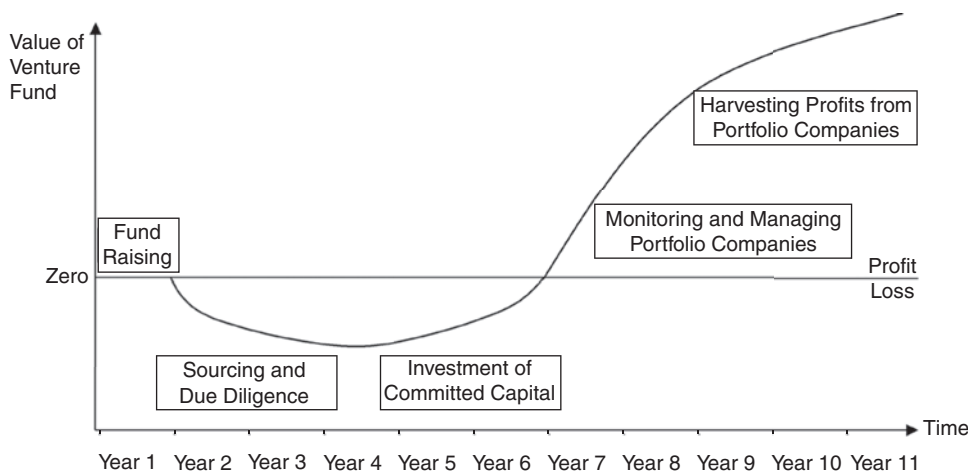 Value of
Venture
Fund
Harvesting Profits from
Portfolio Companies
Fund
Raising
Monitoring and Managing
Portfolio Companies
Zero
Profit
Loss
Sourcing and
Due Diligence
Investment of
Committed Capital
Time
Year 1 Year 2 Year 3 Year 4 Year 5 Year 6 Year 7 Year 8 Year 9 Year 10 Year 11